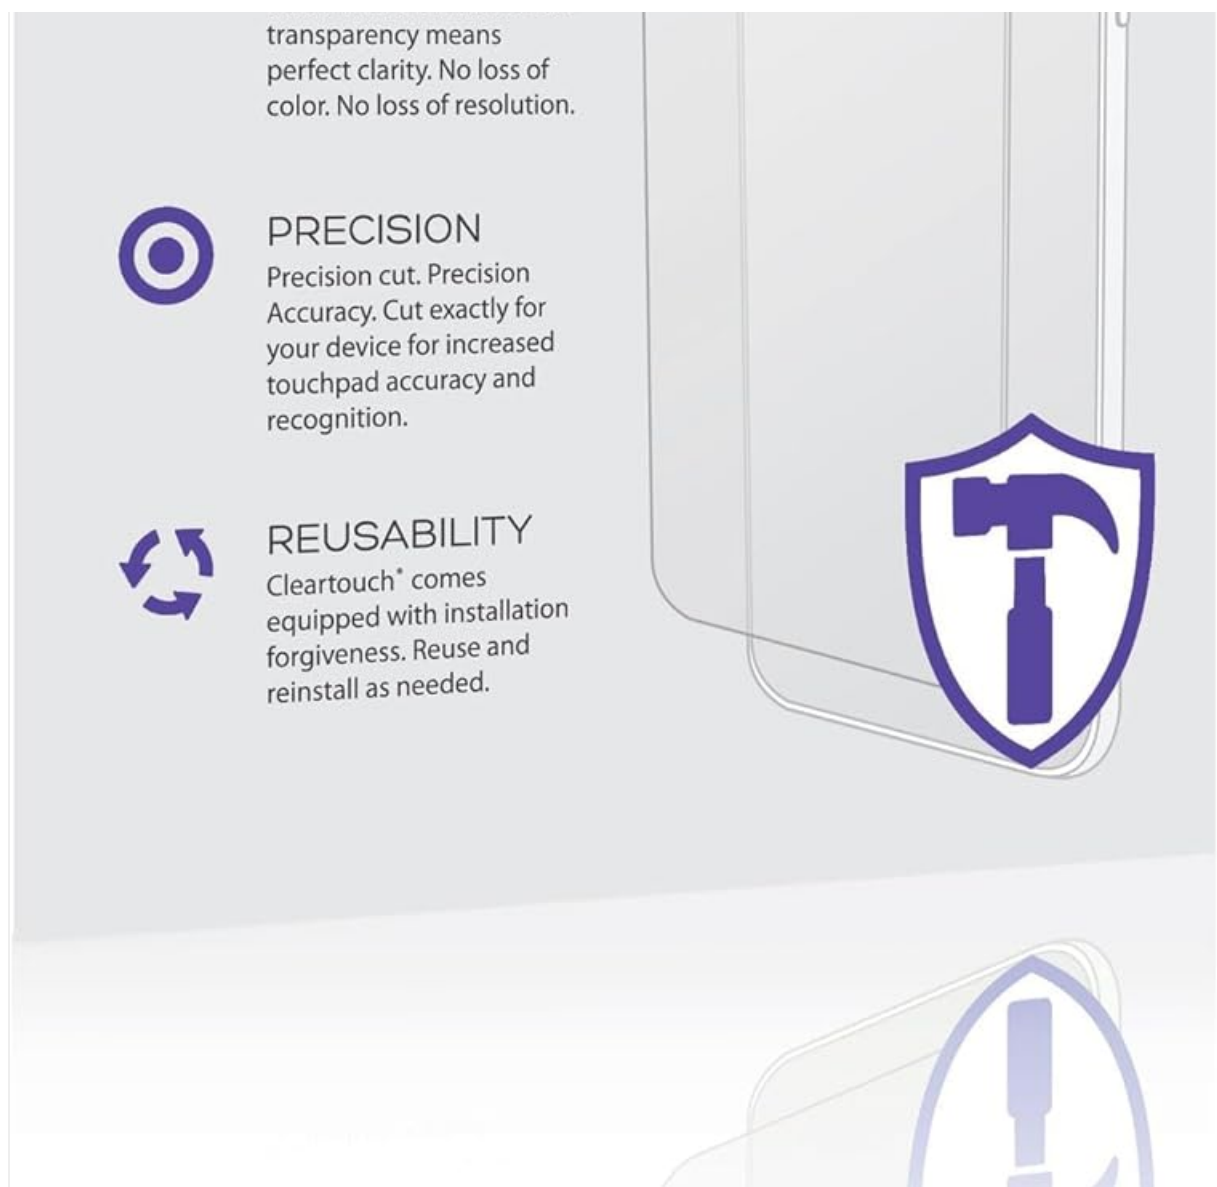 transparency means
perfect clarity. No loss of
color. No loss of resolution.
PRECISION
Precision cut. Precision
Accuracy. Cut exactly for
your device for increased
touchpad accuracy and
recognition.
REUSABILITY
Cleartouch* comes
equipped with installation
forgiveness. Reuse and
reinstall as needed.